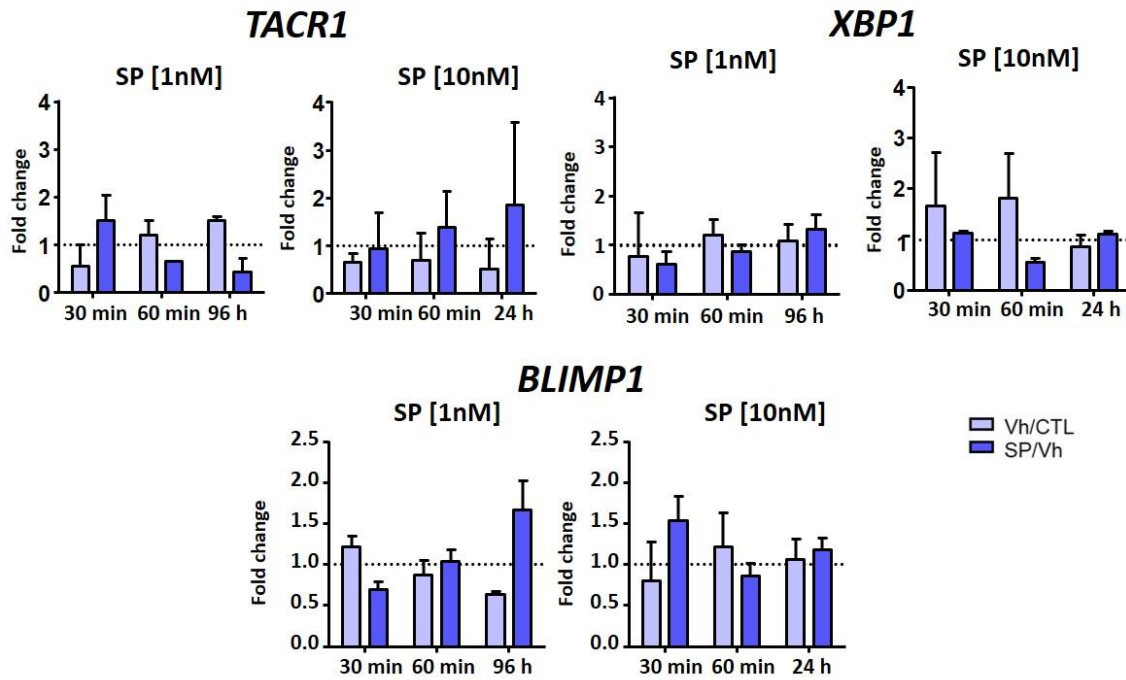 TACR1
SP [1nM]
Fold change
4
3
2
1
0
30 min 60 min 96 h
SP [10nM]
Fold change
4
3
2
1
0
30 min 60 min 24 h
XBP1
SP [1nM]
Fold change
4
3
2
1
0
30 min 60 min 96 h
SP [10nM]
Fold change
4
3
2
1
0
30 min 60 min 24 h
BLIMP1
SP [1nM]
Fold change
2.5
2.0
1.5
1.0
0.5
0.0
30 min 60 min 96 h
SP [10nM]
Fold change
2.5
2.0
1.5
1.0
0.5
0.0
30 min 60 min 24 h
Vh/CTL
SP/Vh